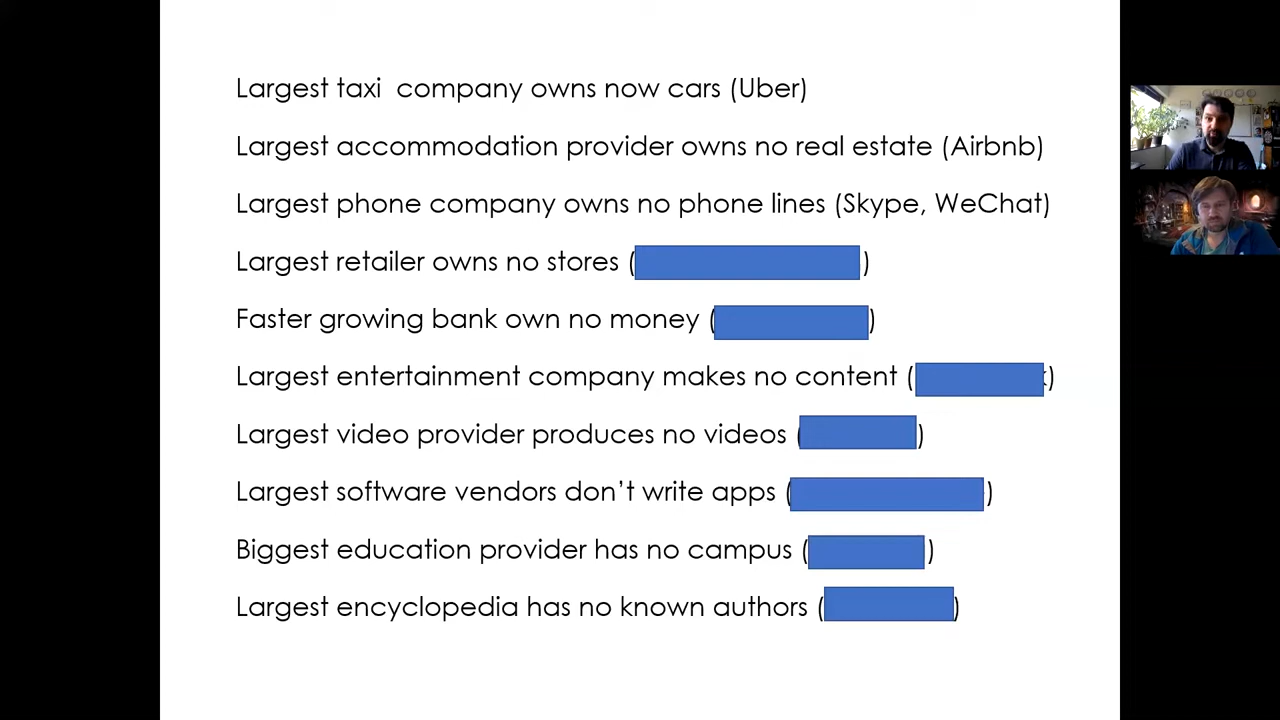 Largest taxi company owns now cars (Uber)
Largest accommodation provider owns no real estate (Airbnb)
Largest phone company owns no phone lines (Skype, WeChat)
Largest retailer owns no stores ( )
Faster growing bank own no money ( )
Largest entertainment company makes no content ( )
Largest video provider produces no videos ( )
Largest software vendors don’t write apps ( )
Biggest education provider has no campus ( )
Largest encyclopedia has no known authors ( )